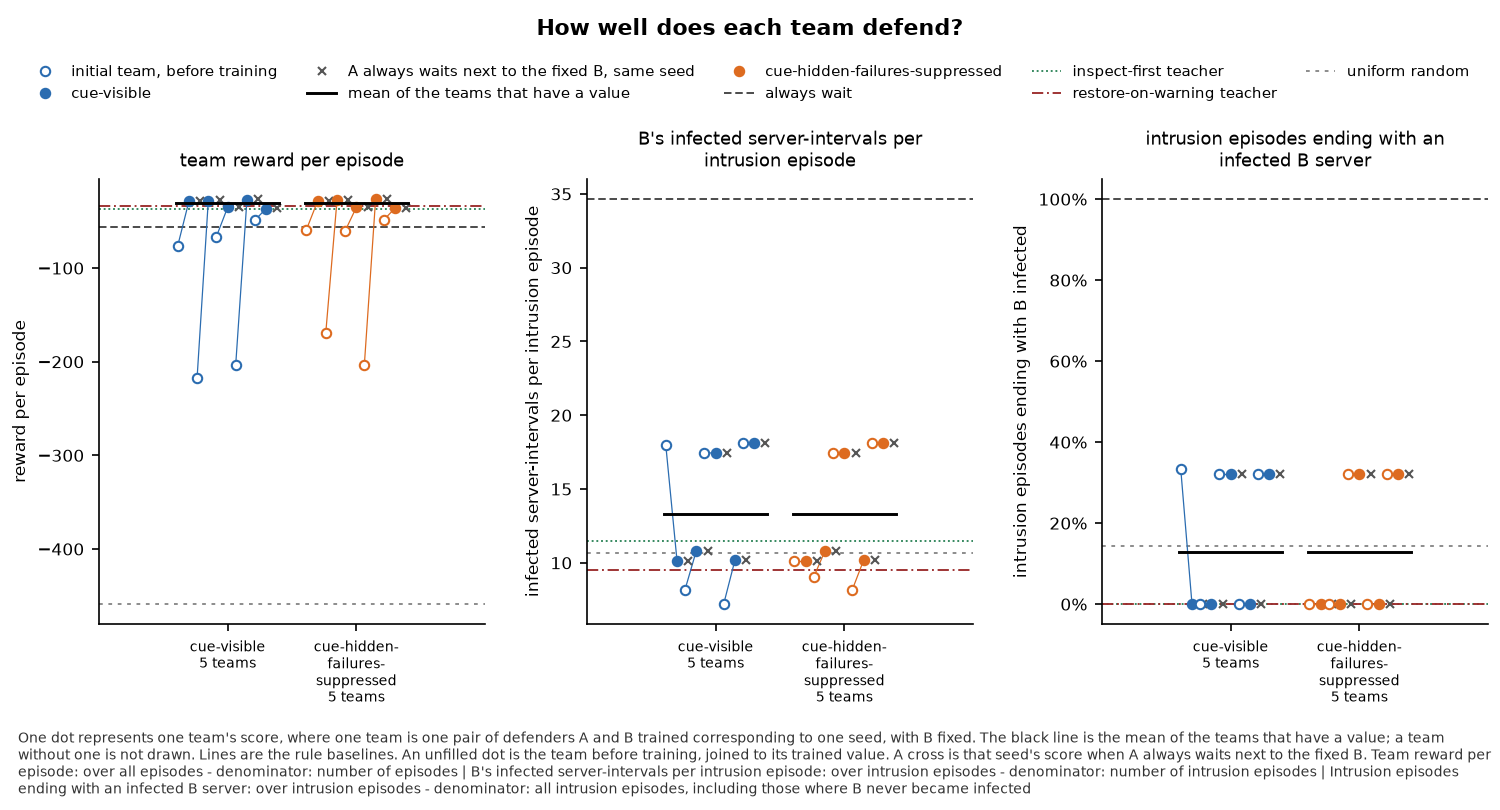 How well does each team defend?
initial team, before training
cue-visible
A always waits next to the fixed B, same seed
mean of the teams that have a value
cue-hidden-failures-suppressed
always wait
inspect-first teacher
restore-on-warning teacher
uniform random
team reward per episode
reward per episode
−100
−200
−300
−400
cue-visible
5 teams
cue-hidden-
failures-
suppressed
5 teams
B's infected server-intervals per
intrusion episode
infected server-intervals per intrusion episode
35
30
25
20
15
10
cue-visible
5 teams
cue-hidden-
failures-
suppressed
5 teams
intrusion episodes ending with an
infected B server
intrusion episodes ending with B infected
100%
80%
60%
40%
20%
0%
cue-visible
5 teams
cue-hidden-
failures-
suppressed
5 teams
One dot represents one team's score, where one team is one pair of defenders A and B trained corresponding to one seed, with B fixed. The black line is the mean of the teams that have a value; a team
without one is not drawn. Lines are the rule baselines. An unfilled dot is the team before training, joined to its trained value. A cross is that seed's score when A always waits next to the fixed B. Team reward per
episode: over all episodes - denominator: number of episodes | B's infected server-intervals per intrusion episode: over intrusion episodes - denominator: number of intrusion episodes | Intrusion episodes
ending with an infected B server: over intrusion episodes - denominator: all intrusion episodes, including those where B never became infected